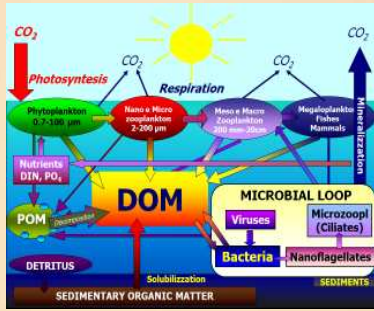 CO2
CO2
CO2
Photosyntesis
Respiration
Phytoplankton
0.7-100 µm
Nano e Micro
zooplankton
2-200 µm
Meso e Macro
Zooplankton
200 mm-20cm
Megaloplankton
Fishes
Mammals
Mineralizzation
Nutrients
DIN, PO4
DOM
MICROBIAL LOOP
Viruses
Microzoopl
(Ciliates)
POM
Decomposition
Bacteria
Nanoflagellates
DETRITUS
Solubilizzation
SEDIMENTS
SEDIMENTARY ORGANIC MATTER